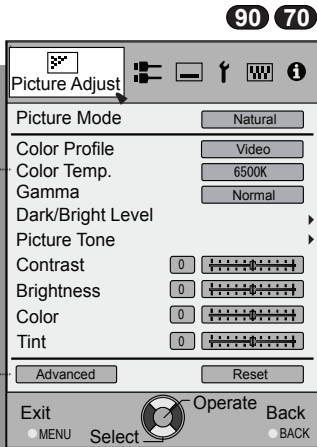 90 70
Picture Adjust
Picture Mode Natural
Color Profile Video
Color Temp. 6500K
Gamma Normal
Dark/Bright Level
Picture Tone
Contrast 0
Brightness 0
Color 0
Tint 0
Advanced Reset
Exit Operate Back
MENU Select BACK